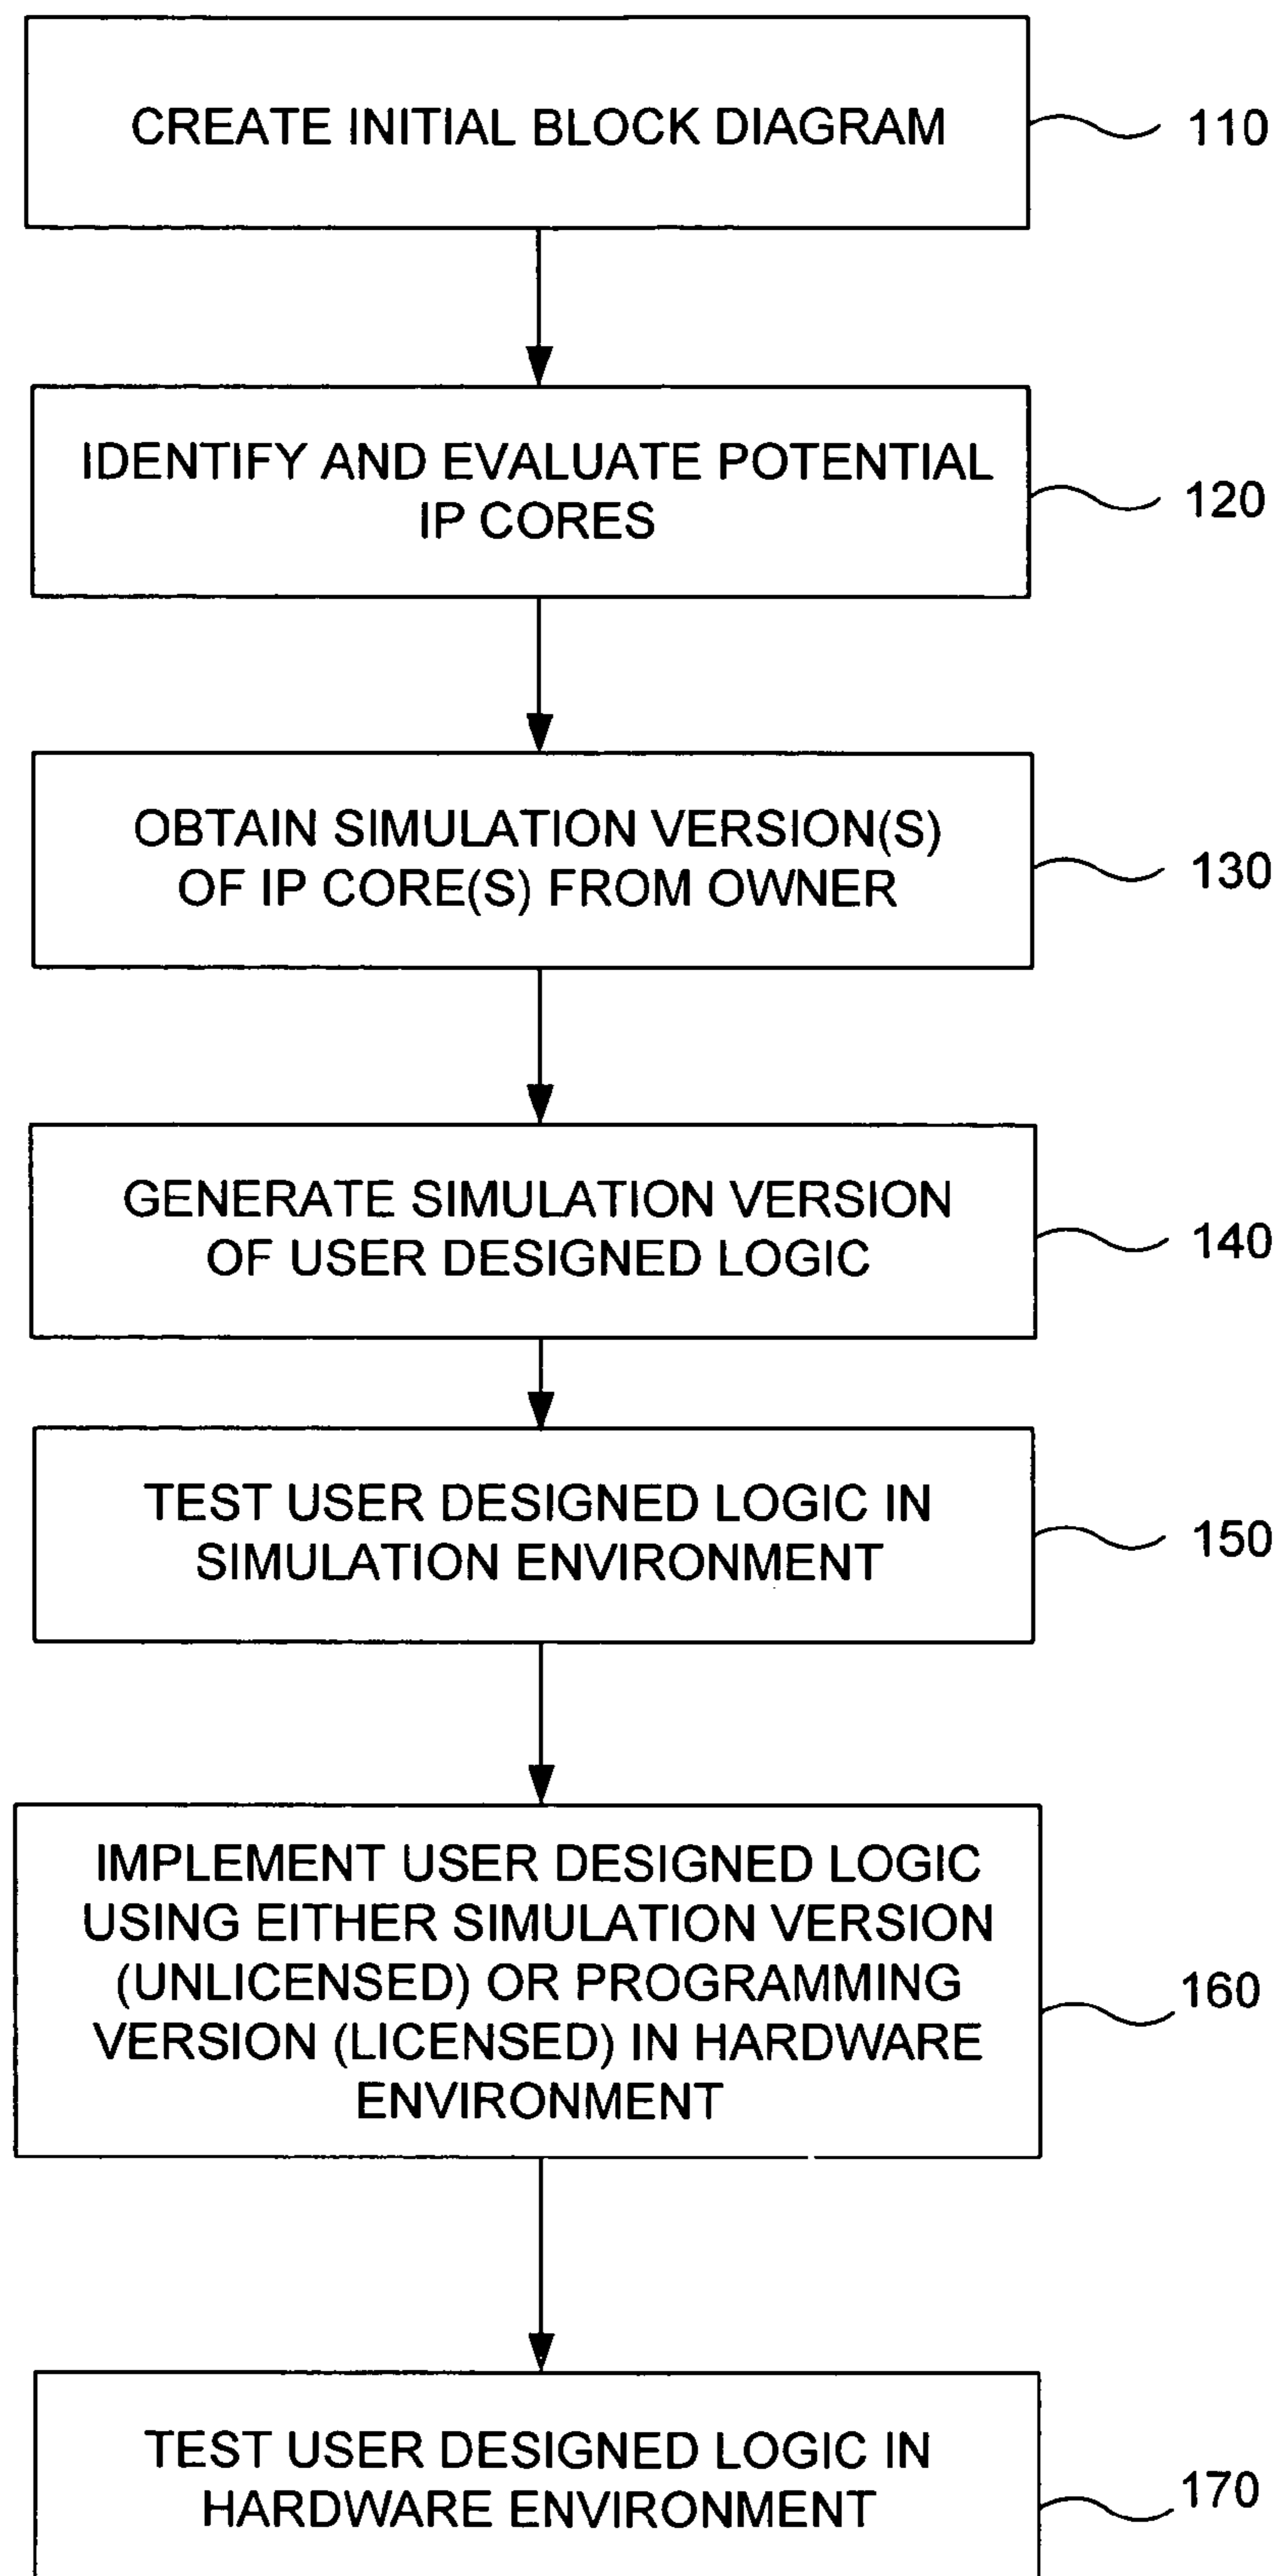 CREATE INITIAL BLOCK DIAGRAM
110
IDENTIFY AND EVALUATE POTENTIAL
IP CORES
120
OBTAIN SIMULATION VERSION(S)
OF IP CORE(S) FROM OWNER
130
GENERATE SIMULATION VERSION
OF USER DESIGNED LOGIC
140
TEST USER DESIGNED LOGIC IN
SIMULATION ENVIRONMENT
150
IMPLEMENT USER DESIGNED LOGIC
USING EITHER SIMULATION VERSION
(UNLICENSED) OR PROGRAMMING
VERSION (LICENSED) IN HARDWARE
ENVIRONMENT
160
TEST USER DESIGNED LOGIC IN
HARDWARE ENVIRONMENT
170